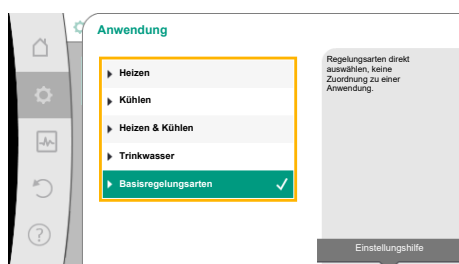 Anwendung
Heizen
Kühlen
Heizen & Kühlen
Trinkwasser
Basisregelungsarten
Regelungsarten direkt
auswählen, keine
Zuordnung zu einer
Anwendung.
Einstellungshilfe
?